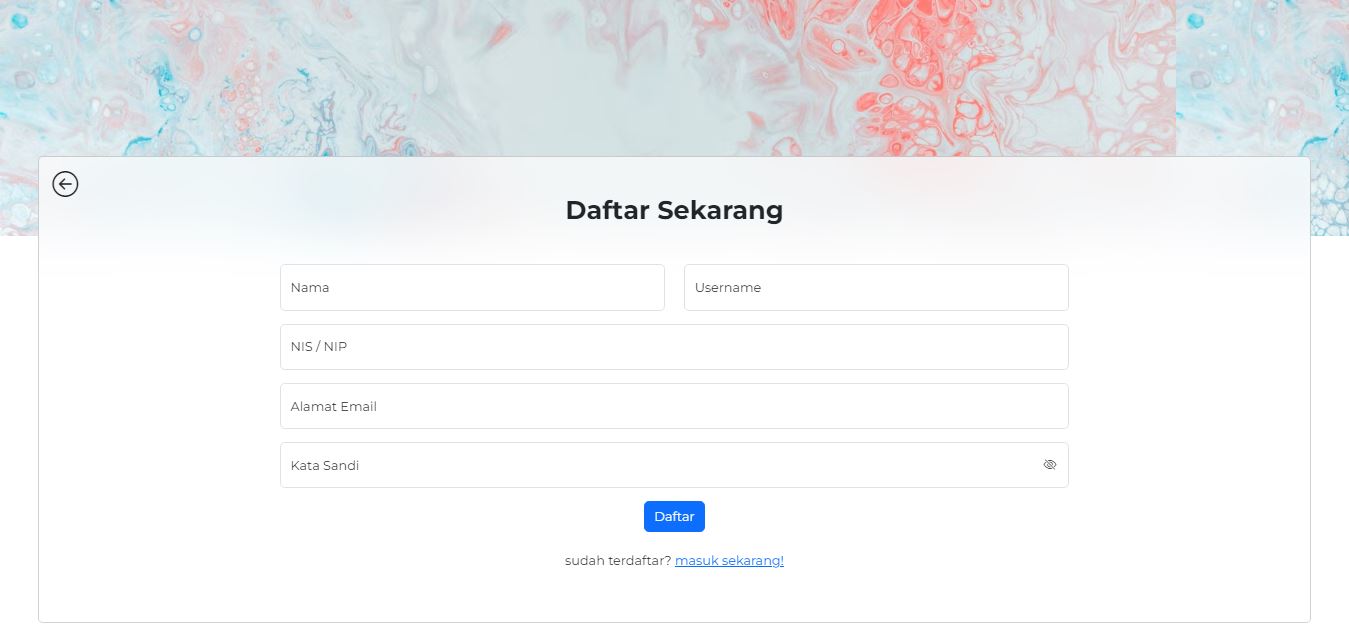 Daftar Sekarang
Nama
Username
NIS / NIP
Alamat Email
Kata Sandi
Daftar
sudah terdaftar? masuk sekarang!